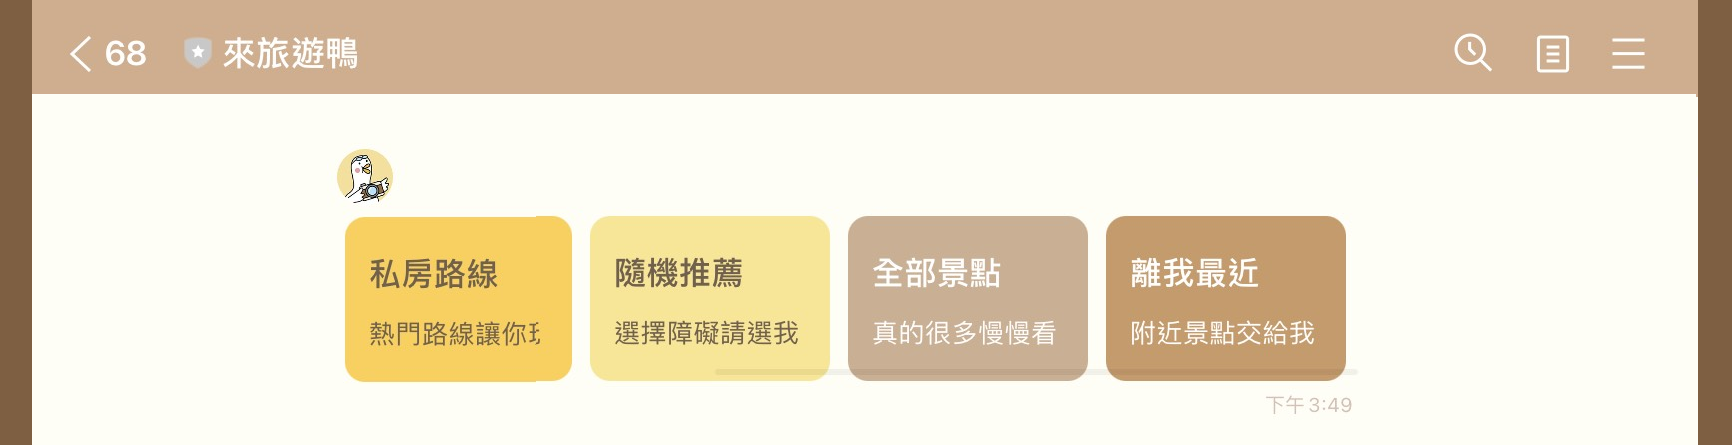 68 來旅遊鴨
私房路線
熱門路線讓你
隨機推薦
選擇障礙請選我
全部景點
真的很多慢慢看
離我最近
附近景點交給我
下午 3:49